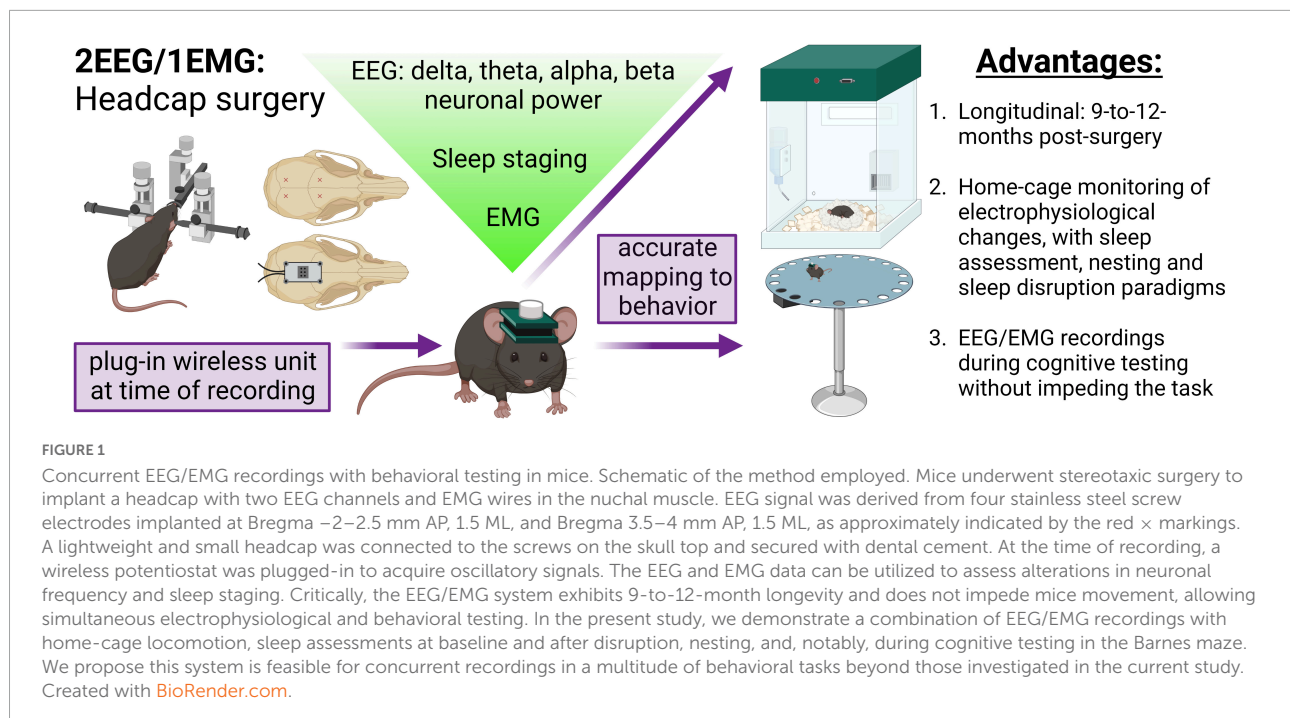 2EEG/1EMG:
Headcap surgery
EEG: delta, theta, alpha, beta
neuronal power
Sleep staging
EMG
plug-in wireless unit
at time of recording
accurate
mapping to
behavior
Advantages:
1. Longitudinal: 9-to-12-
months post-surgery
2. Home-cage monitoring of
electrophysiological
changes, with sleep
assessment, nesting and
sleep disruption paradigms
3. EEG/EMG recordings
during cognitive testing
without impeding the task
FIGURE 1
Concurrent EEG/EMG recordings with behavioral testing in mice. Schematic of the method employed. Mice underwent stereotaxic surgery to
implant a headcap with two EEG channels and EMG wires in the nuchal muscle. EEG signal was derived from four stainless steel screw
electrodes implanted at Bregma −2–2.5 mm AP, 1.5 ML, and Bregma 3.5–4 mm AP, 1.5 ML, as approximately indicated by the red × markings.
A lightweight and small headcap was connected to the screws on the skull top and secured with dental cement. At the time of recording, a
wireless potentiostat was plugged-in to acquire oscillatory signals. The EEG and EMG data can be utilized to assess alterations in neuronal
frequency and sleep staging. Critically, the EEG/EMG system exhibits 9-to-12-month longevity and does not impede mice movement, allowing
simultaneous electrophysiological and behavioral testing. In the present study, we demonstrate a combination of EEG/EMG recordings with
home-cage locomotion, sleep assessments at baseline and after disruption, nesting, and, notably, during cognitive testing in the Barnes maze.
We propose this system is feasible for concurrent recordings in a multitude of behavioral tasks beyond those investigated in the current study.
Created with BioRender.com.